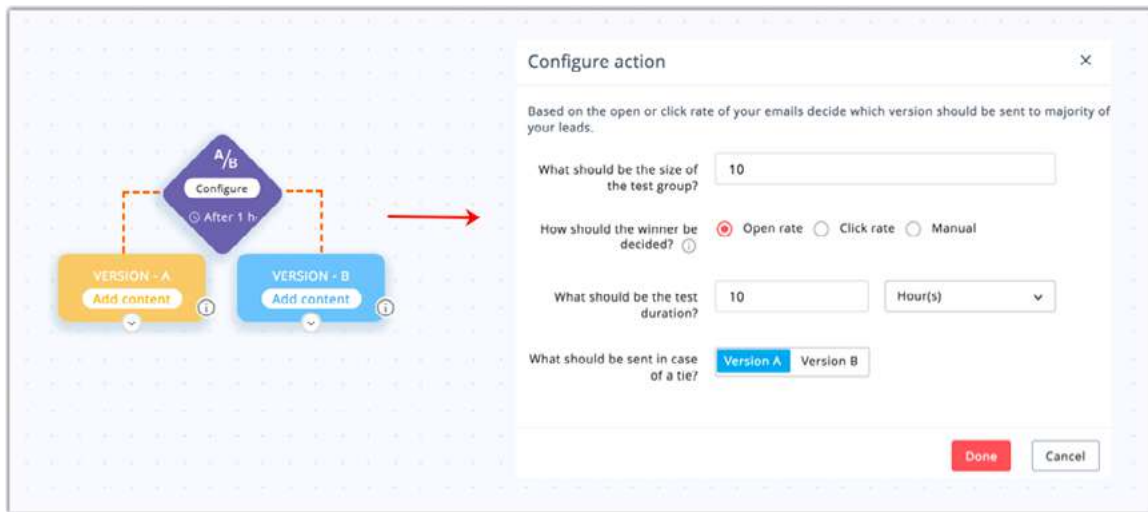 A/B
Configure
After 1 h
VERSION - A
Add content
VERSION - B
Add content
Configure action
Based on the open or click rate of your emails decide which version should be sent to majority of
your leads.
What should be the size of
the test group?
10
How should the winner be
decided?
Open rate
Click rate
Manual
What should be the test
duration?
10
Hour(s)
What should be sent in case
of a tie?
Version A
Version B
Done
Cancel